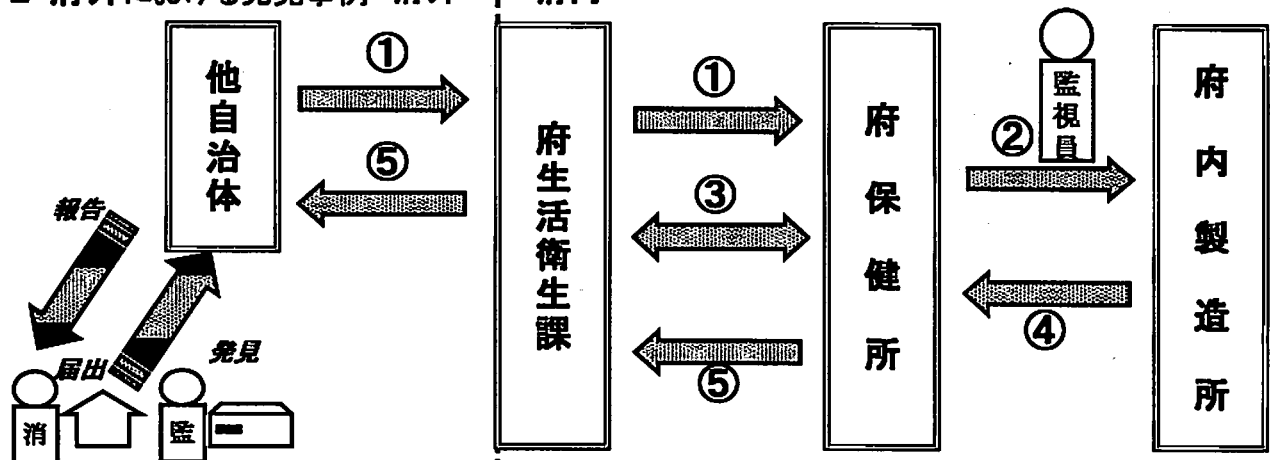 他自治体
①
⑤
報告
届出
発見
消
監
府生活衛生課
①
③
⑤
府保健所
監視員
②
④
府内製造所